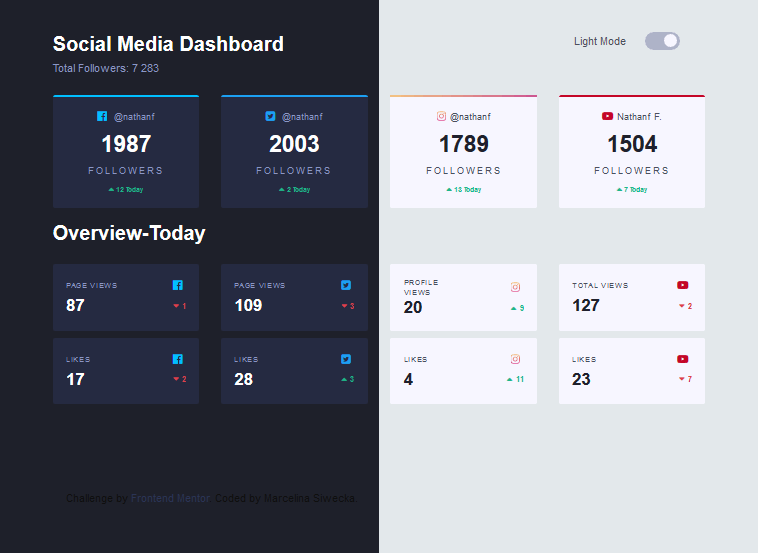 Social Media Dashboard
Light Mode
Total Followers: 7 283
@nathanf
1987
FOLLOWERS
12 Today
@nathanf
2003
FOLLOWERS
2 Today
@nathanf
1789
FOLLOWERS
18 Today
Nathanf F.
1504
FOLLOWERS
7 Today
Overview-Today
PAGE VIEWS
87
1
PAGE VIEWS
109
3
PROFILE
VIEWS
20
9
TOTAL VIEWS
127
2
LIKES
17
2
LIKES
28
3
LIKES
4
11
LIKES
23
7
Challenge by Frontend Mentor. Coded by Marcelina Siwecka.